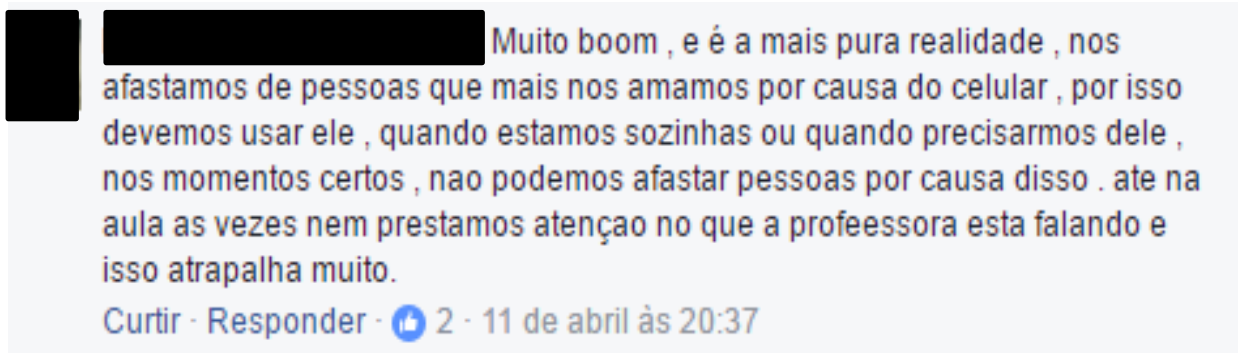 Muito boom , e é a mais pura realidade , nos
afastamos de pessoas que mais nos amamos por causa do celular , por isso
devemos usar ele , quando estamos sozinhas ou quando precisarmos dele ,
nos momentos certos , nao podemos afastar pessoas por causa disso . ate na
aula as vezes nem prestamos atençao no que a profeessora esta falando e
isso atrapalha muito.
Curtir · Responder · 2 · 11 de abril às 20:37